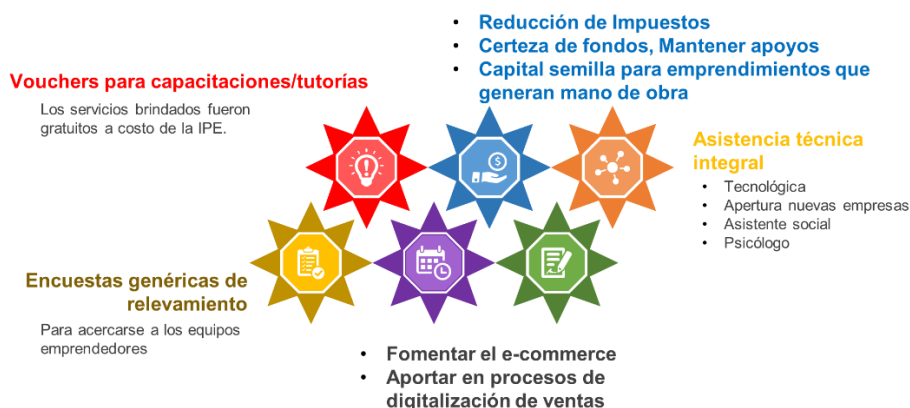 • Reducción de Impuestos
• Certeza de fondos, Mantener apoyos
• Capital semilla para emprendimientos que
generan mano de obra
Vouchers para capacitaciones/tutorías
Los servicios brindados fueron
gratuitos a costo de la IPE.
$
Asistencia técnica
integral
• Tecnológica
• Apertura nuevas empresas
• Asistente social
• Psicólogo
Encuestas genéricas de
relevamiento
Para acercarse a los equipos
emprendedores
• Fomentar el e-commerce
• Aportar en procesos de
digitalización de ventas